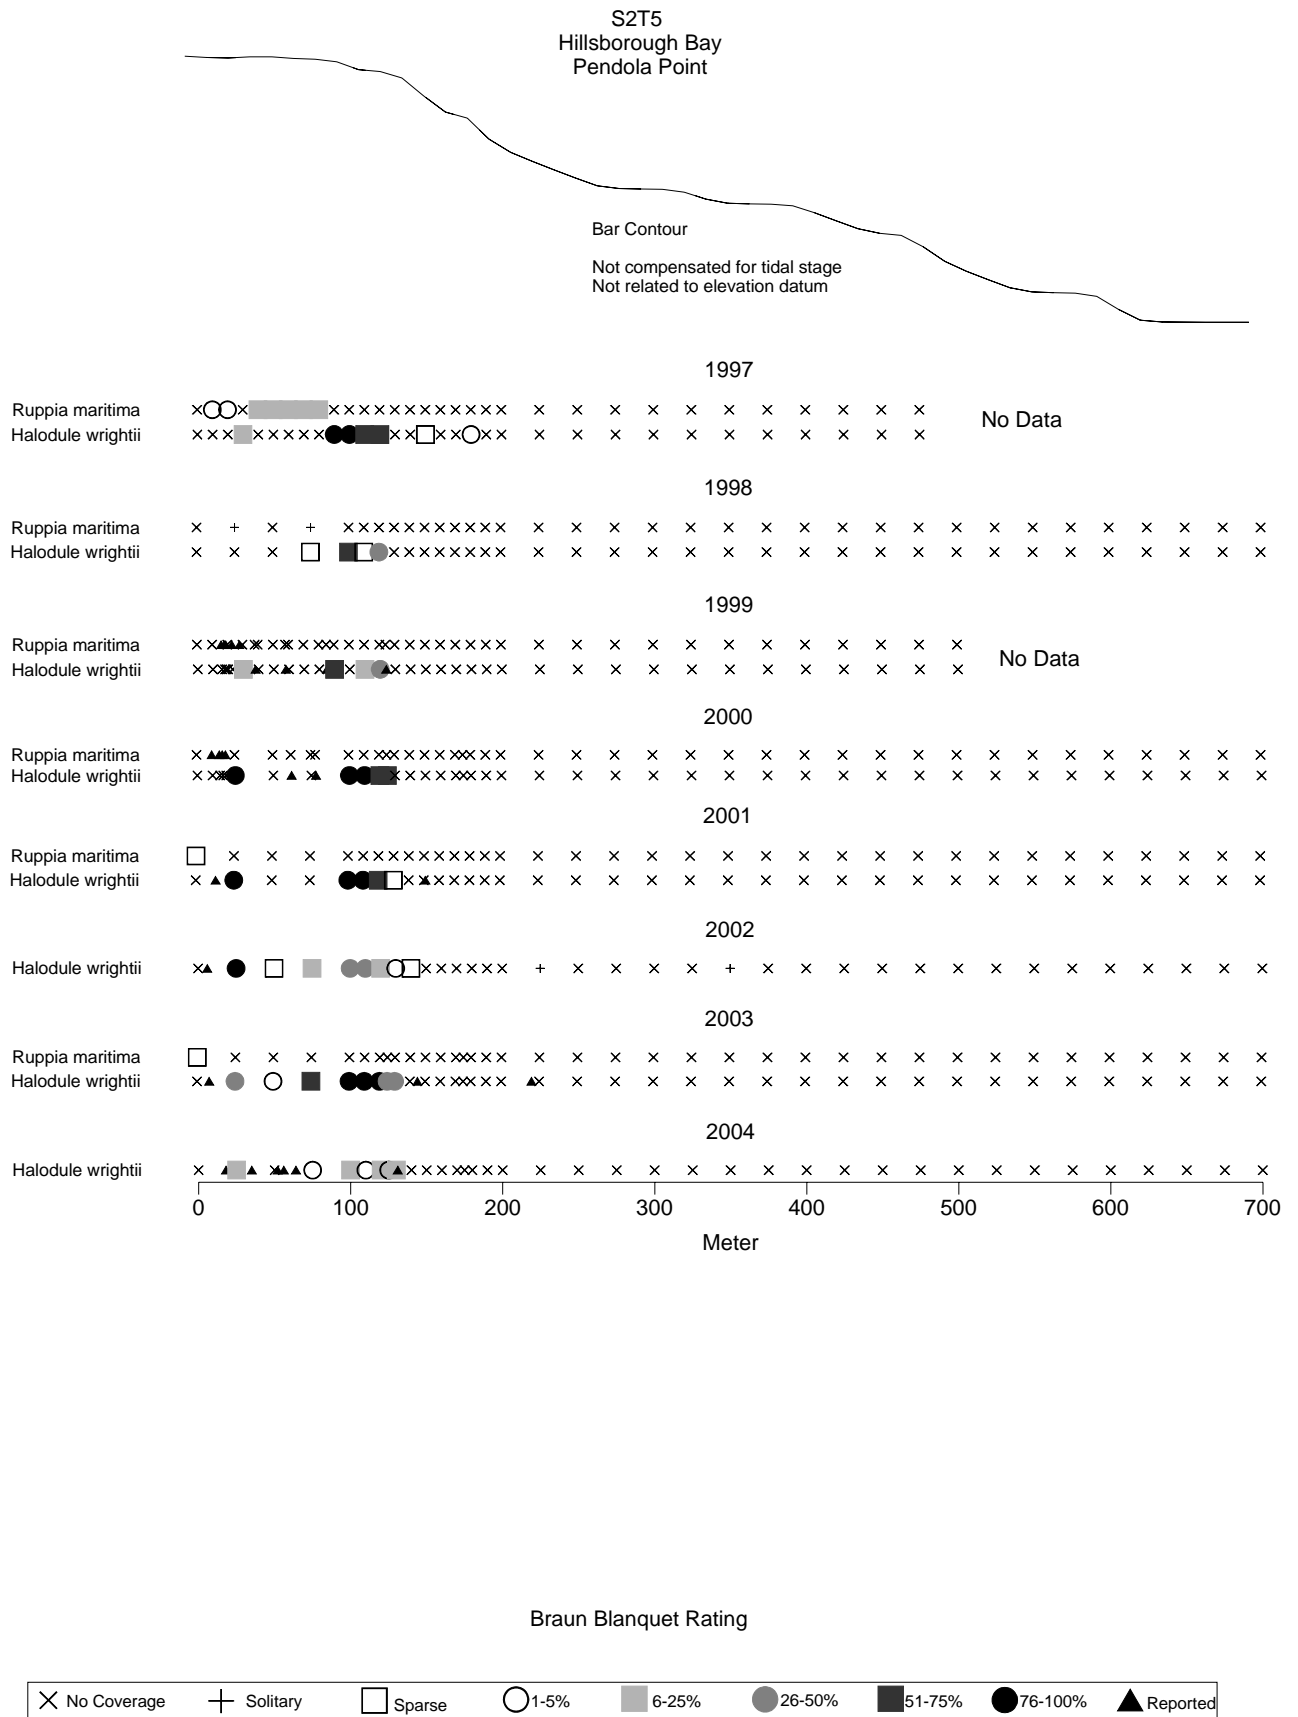 S2T5
Hillsborough Bay
Pendola Point
Bar Contour
Not compensated for tidal stage
Not related to elevation datum
1997
Ruppia maritima
Halodule wrightii
No Data
1998
Ruppia maritima
Halodule wrightii
1999
Ruppia maritima
Halodule wrightii
No Data
2000
Ruppia maritima
Halodule wrightii
2001
Ruppia maritima
Halodule wrightii
2002
Halodule wrightii
2003
Ruppia maritima
Halodule wrightii
2004
Halodule wrightii
0 100 200 300 400 500 600 700
Meter
Braun Blanquet Rating
No Coverage Solitary Sparse 1-5% 6-25% 26-50% 51-75% 76-100% Reported